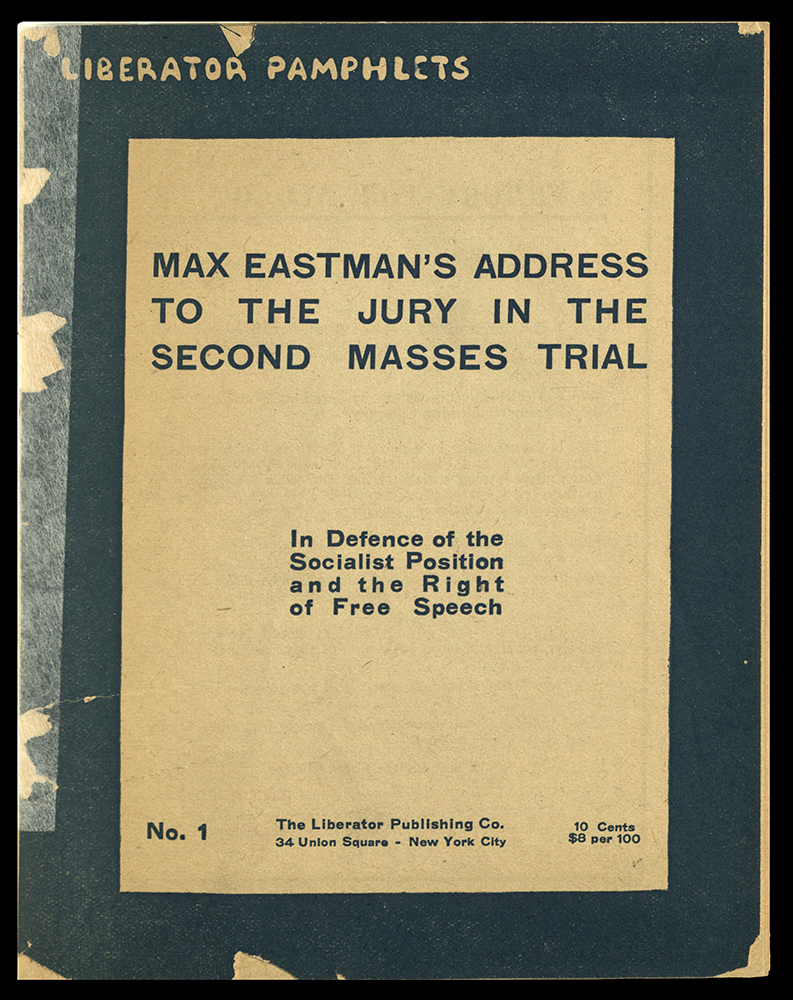 LIBERATOR PAMPHLETS
MAX EASTMAN'S ADDRESS
TO THE JURY IN THE
SECOND MASSES TRIAL
In Defence of the
Socialist Position
and the Right
of Free Speech
No. 1
The Liberator Publishing Co.
34 Union Square - New York City
10 Cents
$8 per 100